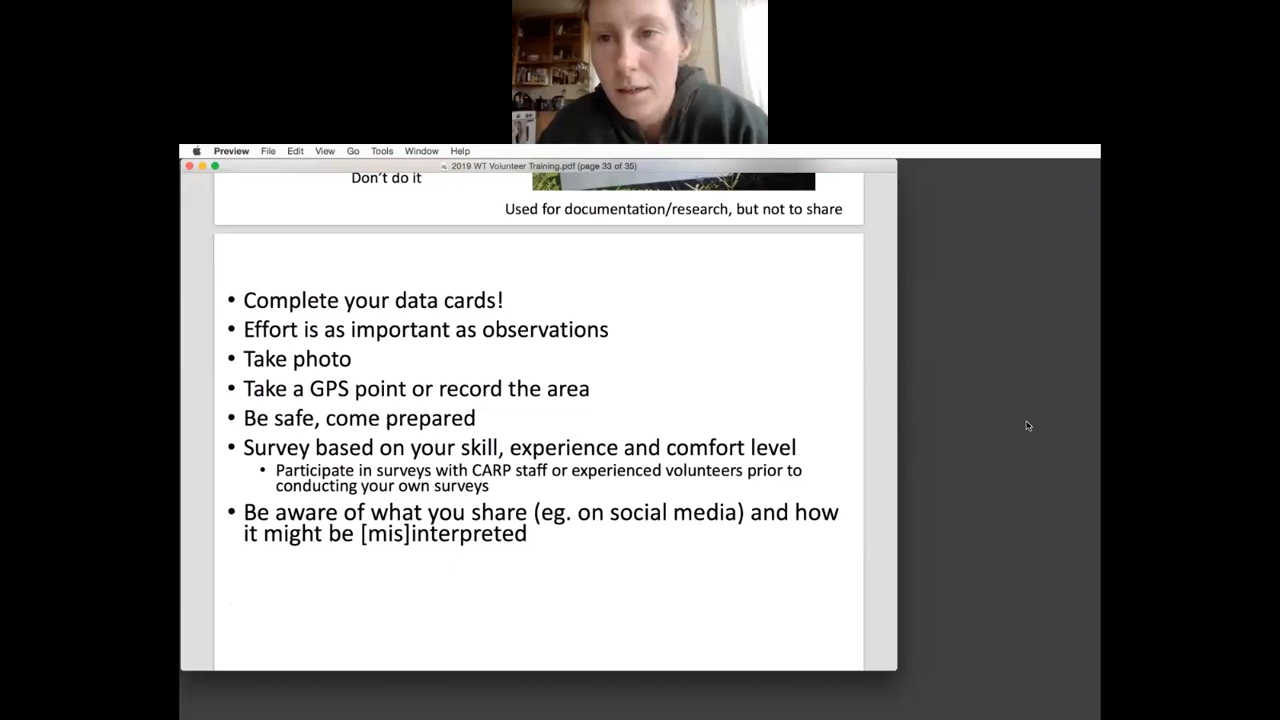 Preview File Edit View Go Tools Window Help
2019 WT Volunteer Training.pdf (page 33 of 35)
Don't do it
Used for documentation/research, but not to share
• Complete your data cards!
• Effort is as important as observations
• Take photo
• Take a GPS point or record the area
• Be safe, come prepared
• Survey based on your skill, experience and comfort level
• Participate in surveys with CARP staff or experienced volunteers prior to
conducting your own surveys
• Be aware of what you share (eg. on social media) and how
it might be [mis]interpreted